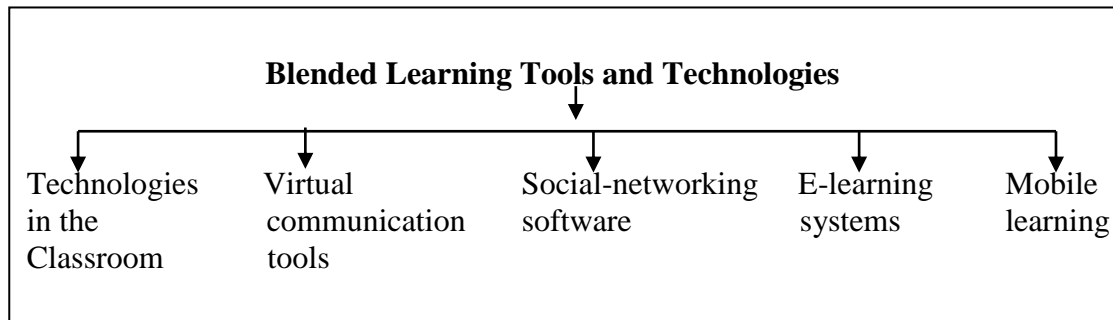 Blended Learning Tools and Technologies
Technologies
in the
Classroom
Virtual
communication
tools
Social-networking
software
E-learning
systems
Mobile
learning